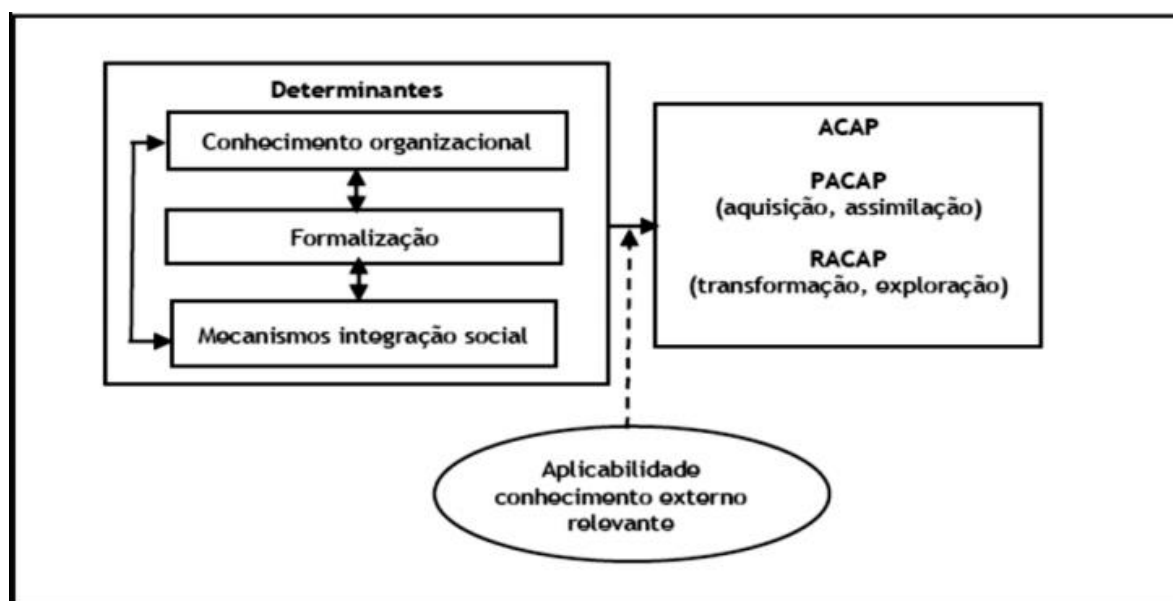 Determinantes
Conhecimento organizacional
Formalização
Mecanismos integração social
ACAP
PACAP
(aquisição, assimilação)
RACAP
(transformação, exploração)
Aplicabilidade
conhecimento externo
relevante